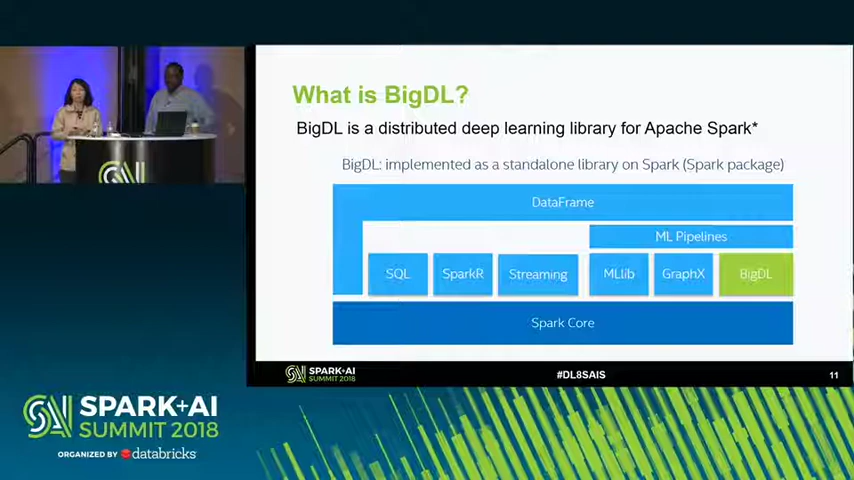 What is BigDL?
BigDL is a distributed deep learning library for Apache Spark*
BigDL: implemented as a standalone library on Spark (Spark package)
DataFrame
ML Pipelines
SQL
SparkR
Streaming
MLlib
GraphX
BigDL
Spark Core
SPARK+AI
SUMMIT 2018
#DL8SAIS
11
SPARK+AI
SUMMIT 2018
ORGANIZED BY databricks